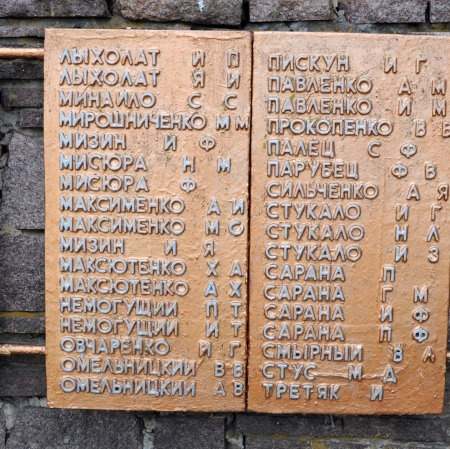 ЛЫХОЛАТ И П
ЛЫХОЛАТ Я И
МИНАЙЛО С С
МИРОШНИЧЕНКО М М
МИЗИН И Ф
МИСЮРА Н М
МИСЮРА Ф
МАКСИМЕНКО А И
МАКСИМЕНКО М
МИЗИН И Я
МАКСЮТЕНКО Х А
МАКСЮТЕНКО А Х
НЕМОГУЩИЙ П Т
НЕМОГУЩИЙ И Т
ОВЧАРЕНКО И Г
ОМЕЛЬНИЦКИЙ В В
ОМЕЛЬНИЦКИЙ А В
ПИСКУН И Г
ПАВЛЕНКО А М
ПАВЛЕНКО И М
ПРОКОПЕНКО В В
ПАЛЕЦ С Ф
ПАРУБЕЦ Ф В
СИЛЬЧЕНКО А Я
СТУКАЛО И Г
СТУКАЛО Н Л
СТУКАЛО И З
САРАНА П
САРАНА Г М
САРАНА И Ф
САРАНА П Ф
СМЫРНЫЙ В
СТУС М Д
ТРЕТЯК И